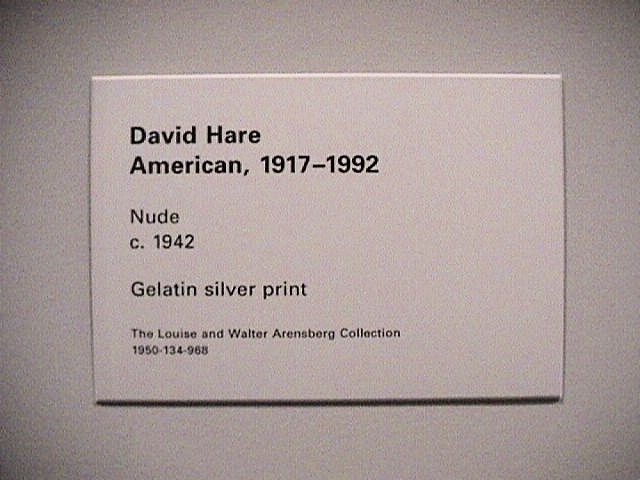 David Hare
American, 1917–1992
Nude
c. 1942
Gelatin silver print
The Louise and Walter Arensberg Collection
1950-134-968